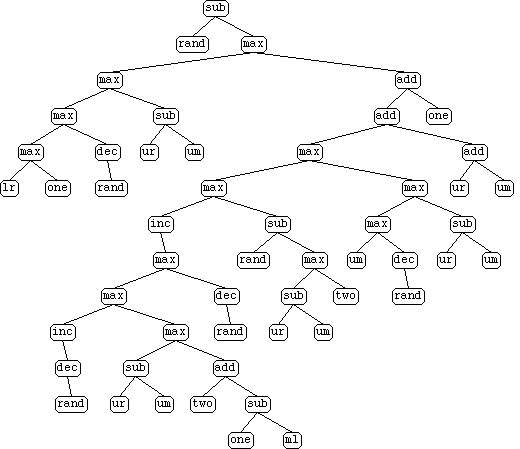 sub
rand max
max add
max sub add one
max dec ur um max add
lr one rand max max ur um
inc sub max sub
max rand max um dec ur um
max dec sub two rand
inc max rand ur um
dec sub add
rand ur um two sub
one ml